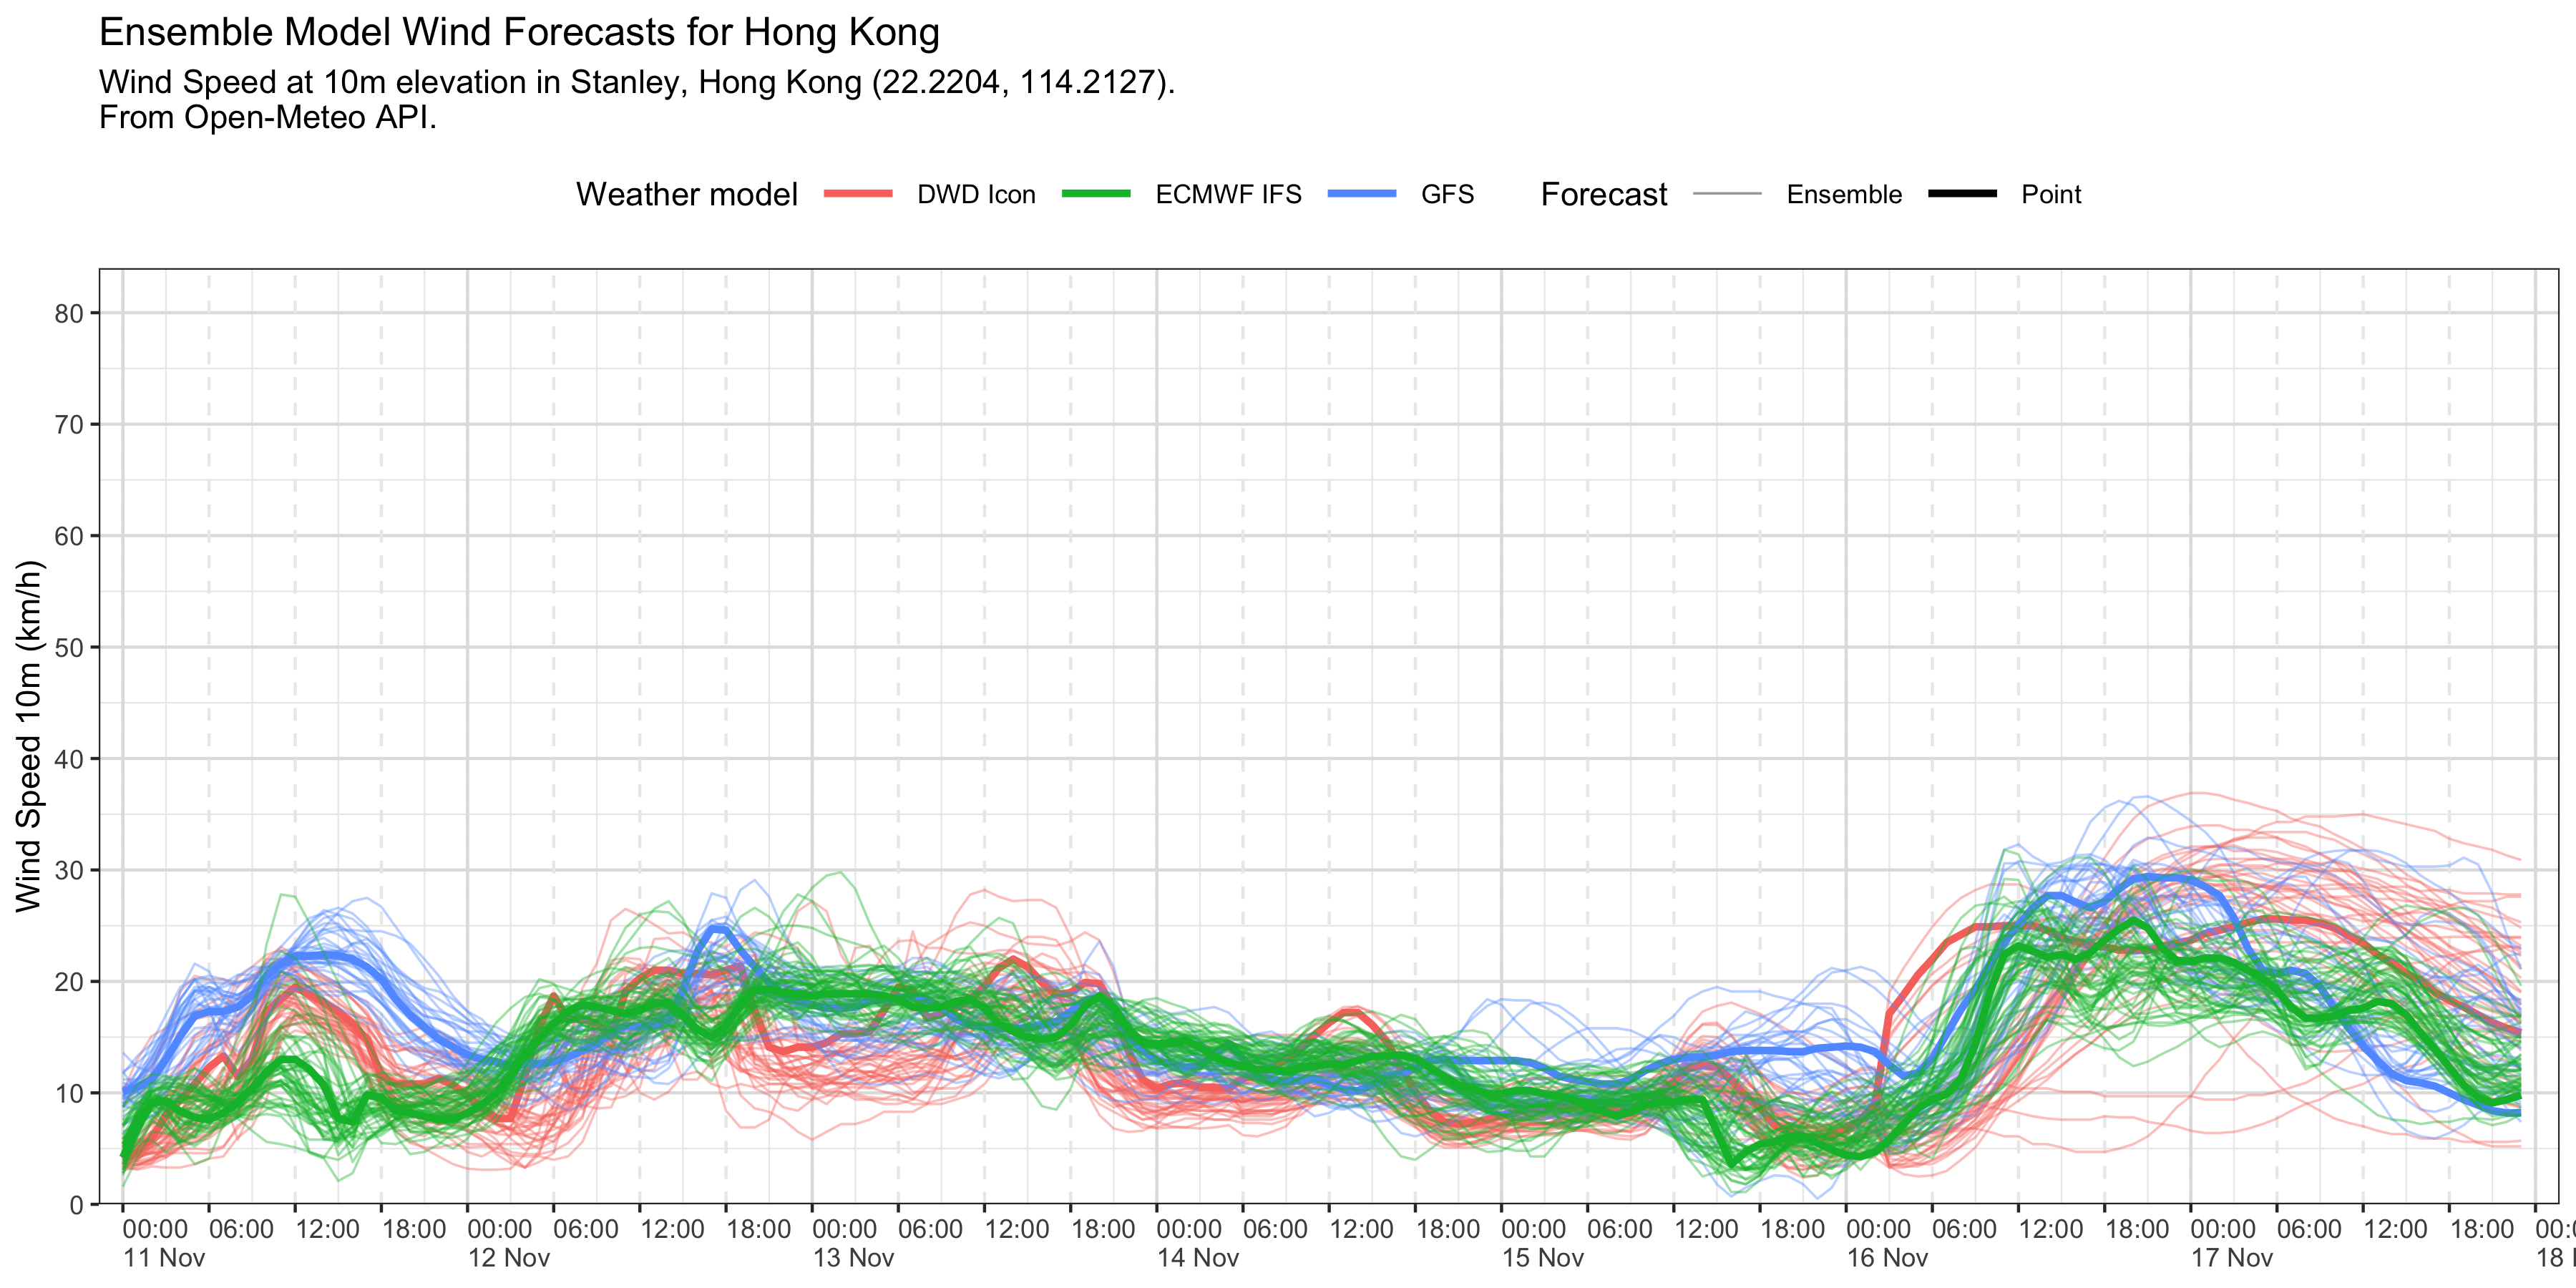 Ensemble Model Wind Forecasts for Hong Kong
Wind Speed at 10m elevation in Stanley, Hong Kong (22.2204, 114.2127).
From Open-Meteo API.
Weather model DWD Icon ECMWF IFS GFS Forecast Ensemble Point
Wind Speed 10m (km/h)
80
70
60
50
40
30
20
10
0
00:00 06:00 12:00 18:00 00:00 06:00 12:00 18:00 00:00 06:00 12:00 18:00 00:00 06:00 12:00 18:00 00:00 06:00 12:00 18:00 00:00 06:00 12:00 18:00 00:00 06:00 12:00 18:00
11 Nov 12 Nov 13 Nov 14 Nov 15 Nov 16 Nov 17 Nov 18